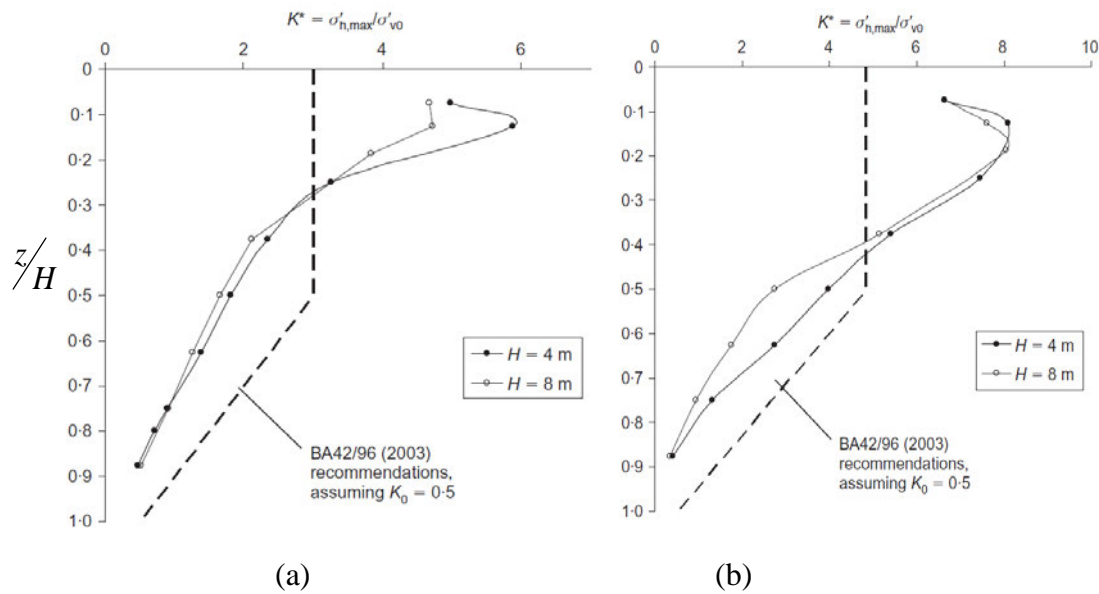 K* = σ′h,max/σ′v0
0 2 4 6
0
0·1
0·2
0·3
0·4
0·5
0·6
0·7
0·8
0·9
1·0
z/H
H = 4 m
H = 8 m
BA42/96 (2003)
recommendations,
assuming K0 = 0·5
(a)
K* = σ′h,max/σ′v0
0 2 4 6 8 10
0
0·1
0·2
0·3
0·4
0·5
0·6
0·7
0·8
0·9
1·0
H = 4 m
H = 8 m
BA42/96 (2003)
recommendations,
assuming K0 = 0·5
(b)